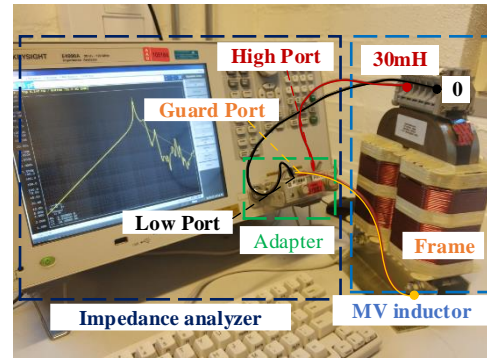 KEYSIGHT
High Port
30mH
0
Guard Port
Low Port
Adapter
Frame
MV inductor
Impedance analyzer